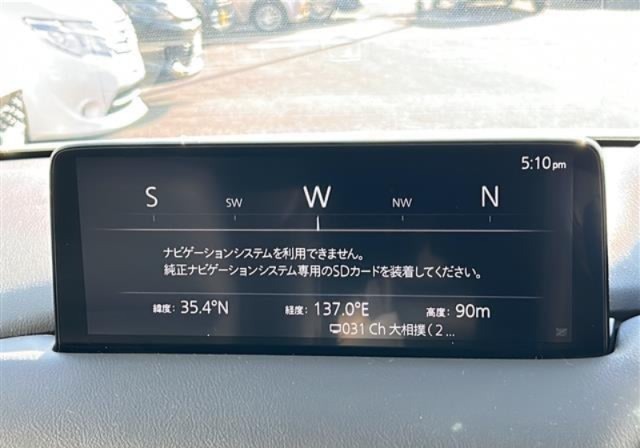 5:10pm
S SW W NW N
ナビゲーションシステムを利用できません。
純正ナビゲーションシステム専用のSDカードを装着してください。
緯度: 35.4°N 経度: 137.0°E 高度: 90m
031 Ch 大相撲(2...